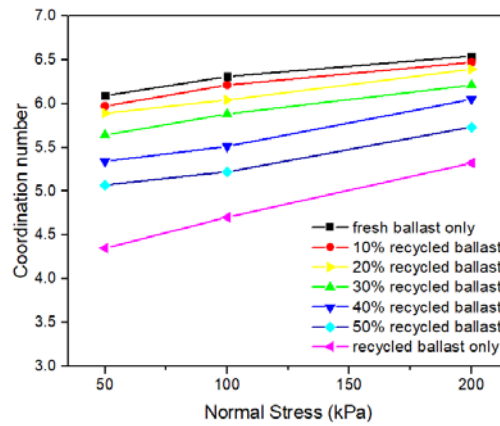 7.0
6.5
6.0
5.5
5.0
4.5
4.0
3.5
3.0
Coordination number
fresh ballast only
10% recycled ballast
20% recycled ballast
30% recycled ballast
40% recycled ballast
50% recycled ballast
recycled ballast only
50 100 150 200
Normal Stress (kPa)